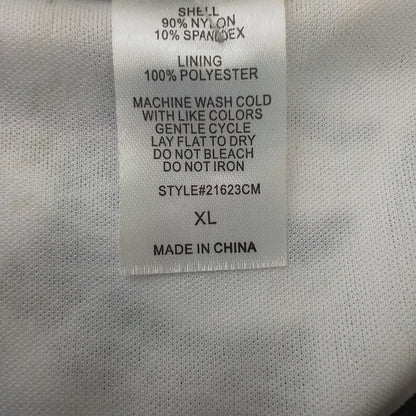 SHELL
90% NYLON
10% SPANDEX
LINING
100% POLYESTER
MACHINE WASH COLD
WITH LIKE COLORS
GENTLE CYCLE
LAY FLAT TO DRY
DO NOT BLEACH
DO NOT IRON
STYLE#21623CM
XL
MADE IN CHINA